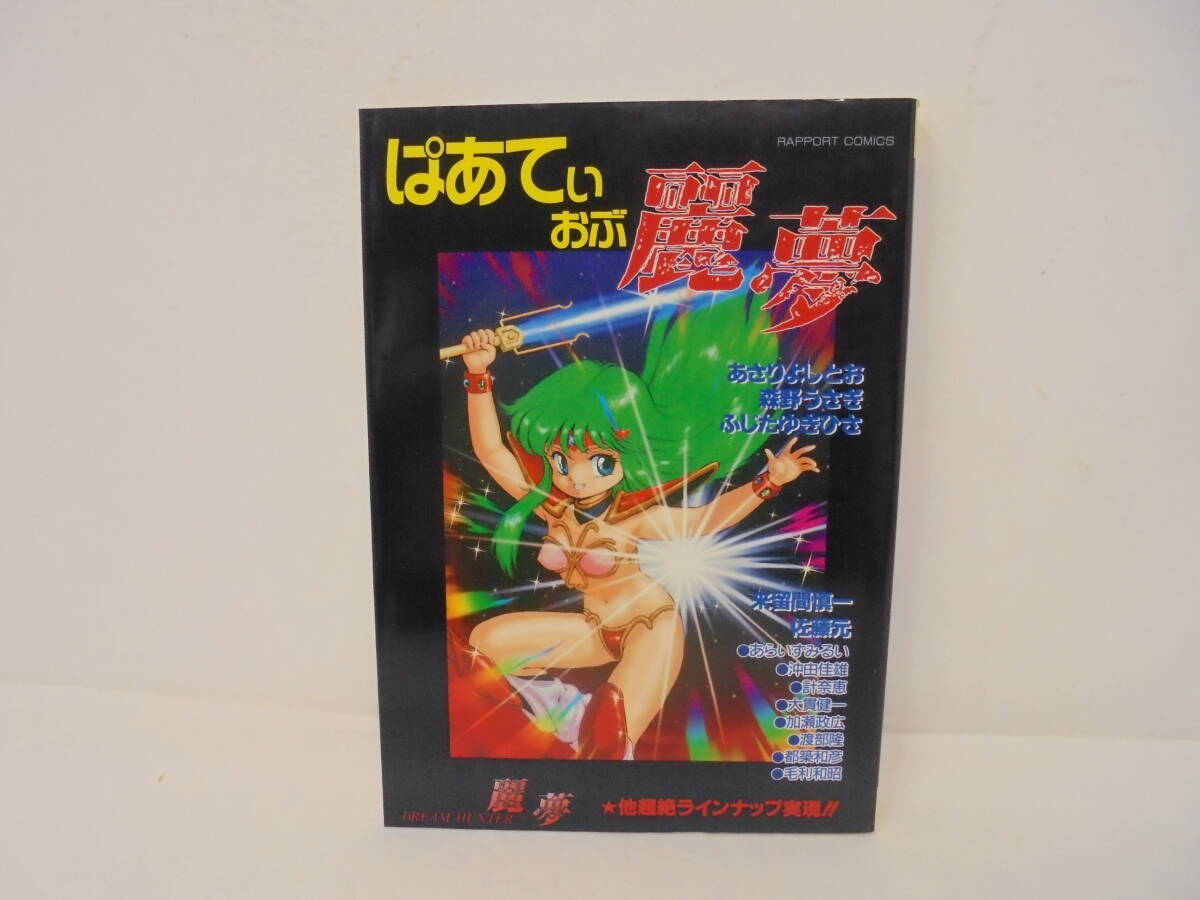 RAPPORT COMICS
ぱあてぃ
おぶ
麗夢
あさりよしとお
森野うさぎ
ふじたゆきひさ
来留間慎一
佐藤元
●あらいすみるい
●沖由佳雄
●計奈恵
●大貫健一
●加瀬政広
●渡部隆
●都築和彦
●毛利和昭
麗夢
DREAM HUNTER
★他超絶ラインナップ実現!!